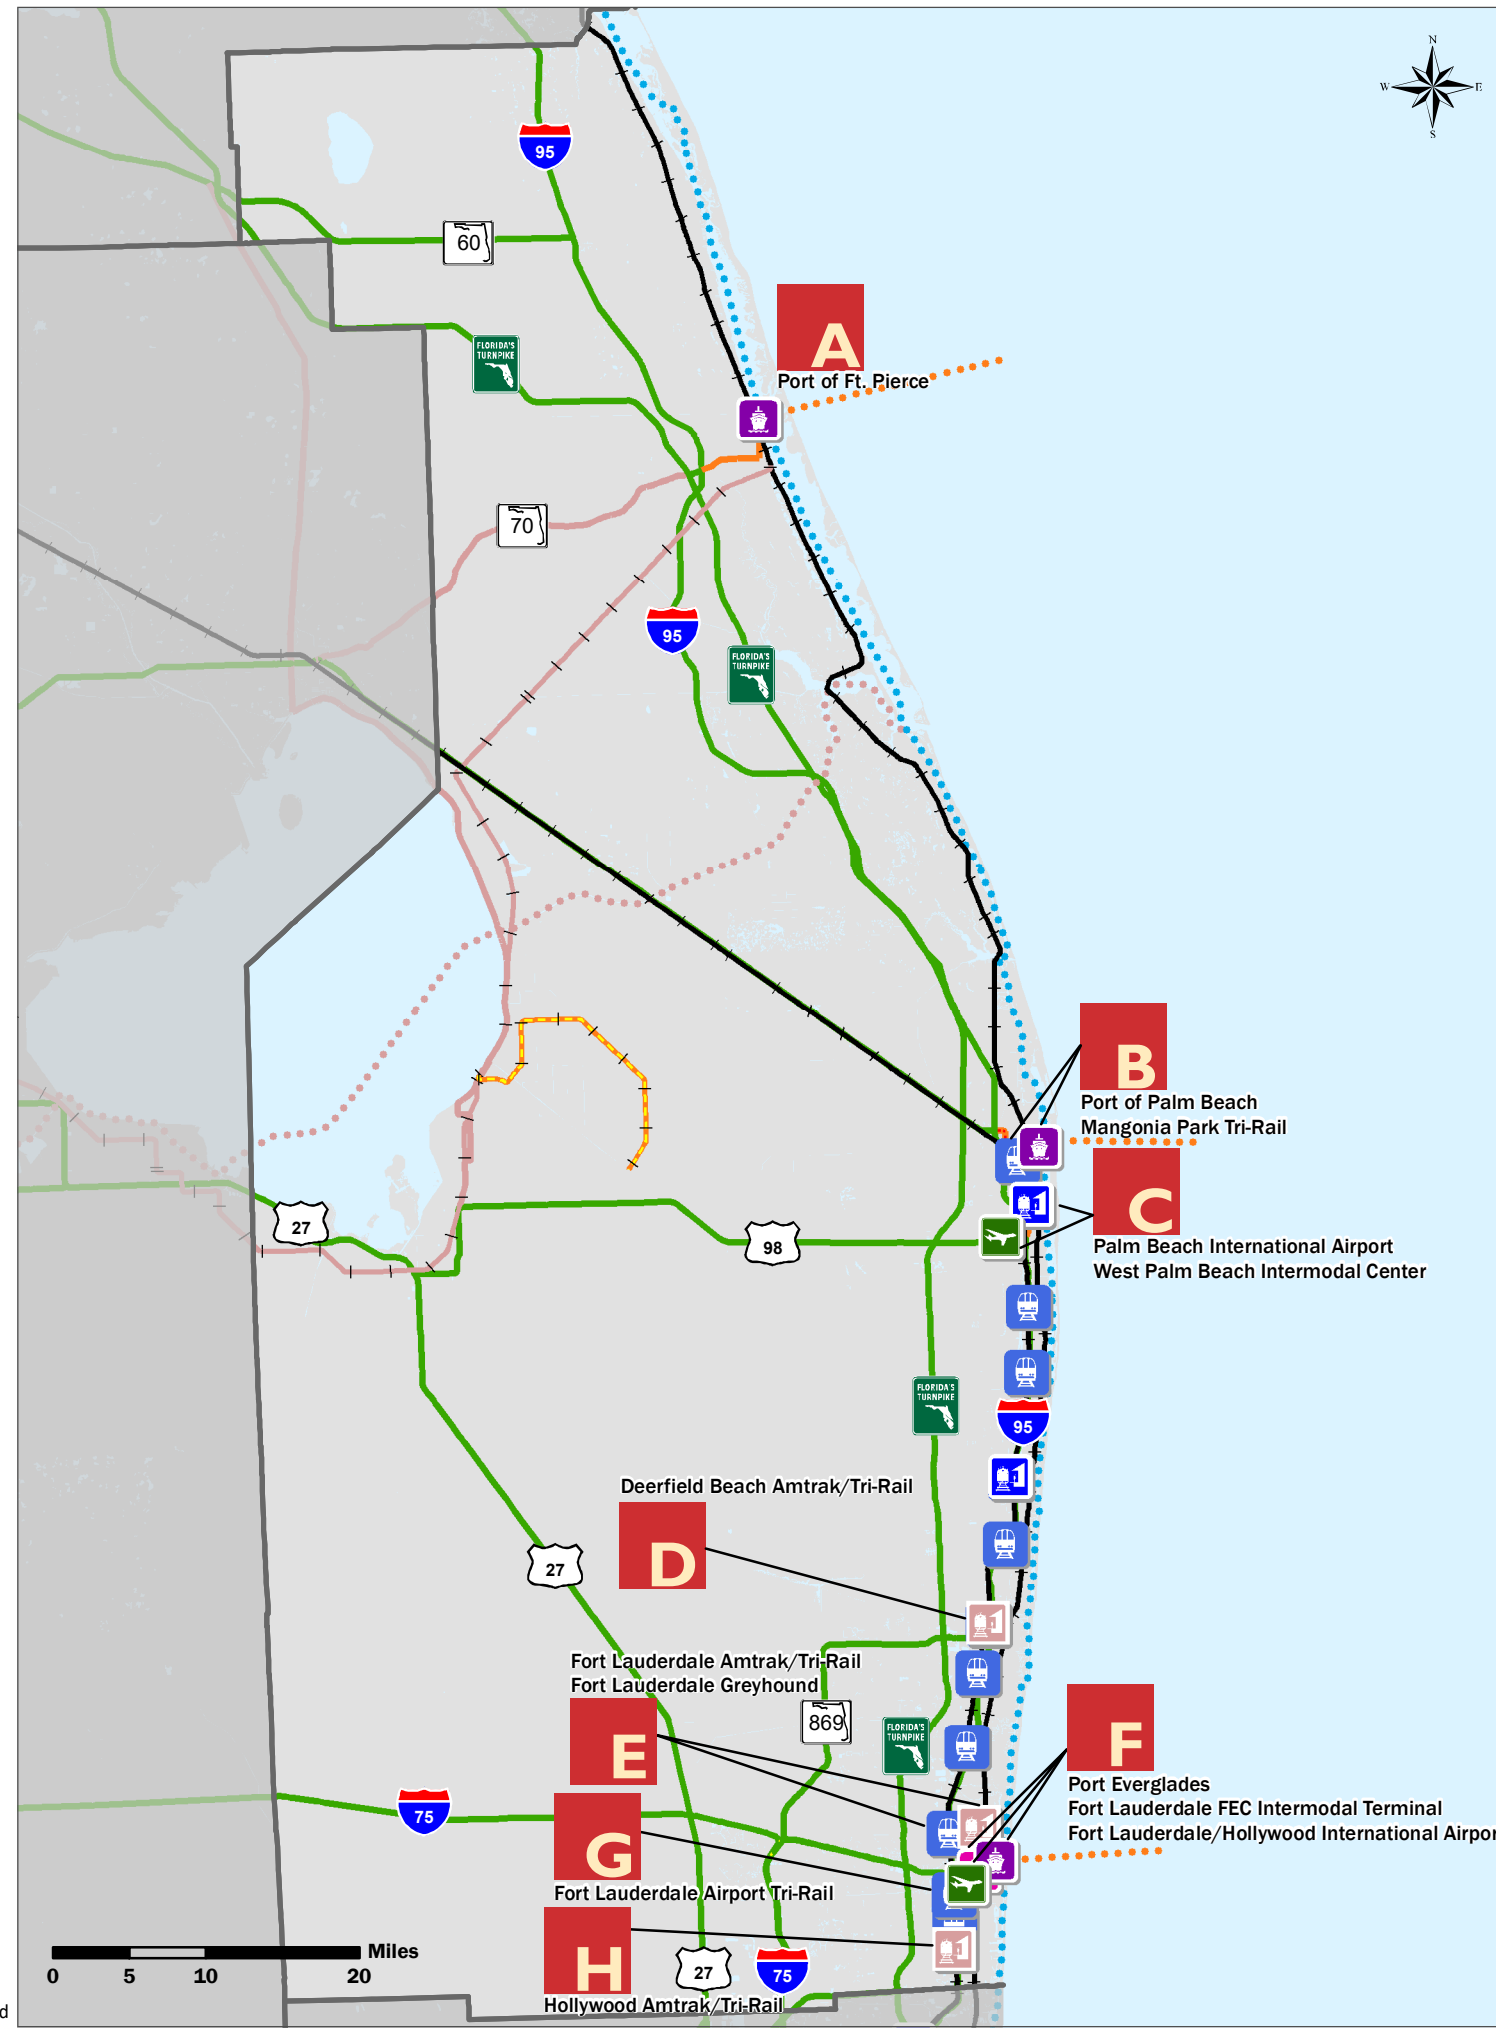 N
W E
S
95
60
FLORIDA'S
TURNPIKE
A
Port of Ft. Pierce
70
95
FLORIDA'S
TURNPIKE
B
Port of Palm Beach
Mangonia Park Tri-Rail
C
27
98
Palm Beach International Airport
West Palm Beach Intermodal Center
FLORIDA'S
TURNPIKE
95
Deerfield Beach Amtrak/Tri-Rail
D
27
Fort Lauderdale Amtrak/Tri-Rail
Fort Lauderdale Greyhound
E
869
FLORIDA'S
TURNPIKE
F
Port Everglades
Fort Lauderdale FEC Intermodal Terminal
Fort Lauderdale/Hollywood International Airpor
75
G
Fort Lauderdale Airport Tri-Rail
H
Hollywood Amtrak/Tri-Rail
27
75
Miles
0 5 10 20
d